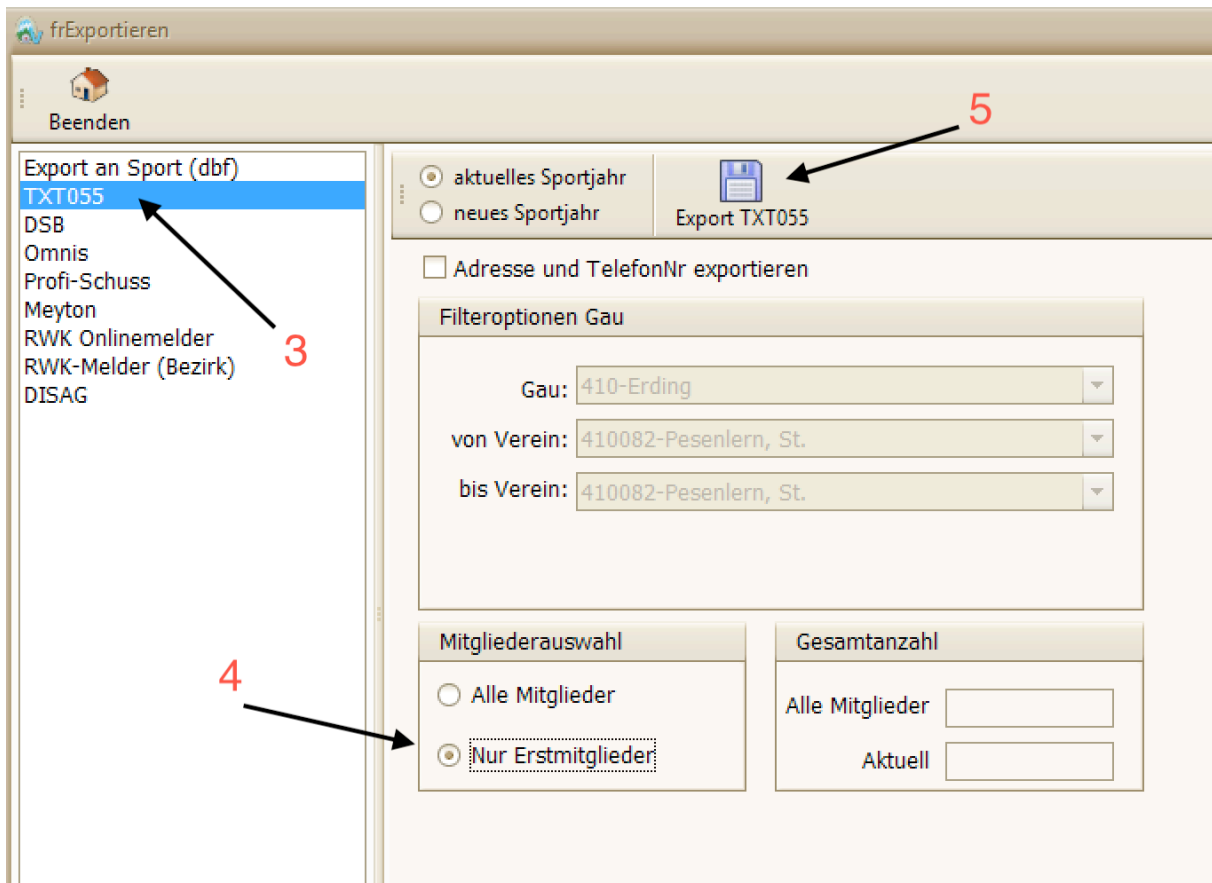 frExportieren
Beenden
5
Export an Sport (dbf)
TXT055
DSB
Omnis
Profi-Schuss
Meyton
RWK Onlinemelder
RWK-Melder (Bezirk)
DISAG
3
aktuelles Sportjahr
neues Sportjahr
Export TXT055
Adresse und TelefonNr exportieren
Filteroptionen Gau
Gau: 410-Erding
von Verein: 410082-Pesenlern, St.
bis Verein: 410082-Pesenlern, St.
Mitgliederauswahl
4
Alle Mitglieder
Nur Erstmitglieder
Gesamtanzahl
Alle Mitglieder
Aktuell